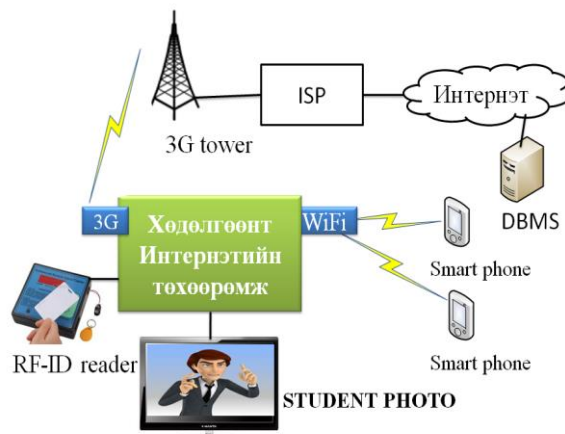 3G tower
ISP
Интернэт
DBMS
3G
Хөдөлгөөнт
Интернэтийн
төхөөрөмж
WiFi
Smart phone
Smart phone
RF-ID reader
STUDENT PHOTO